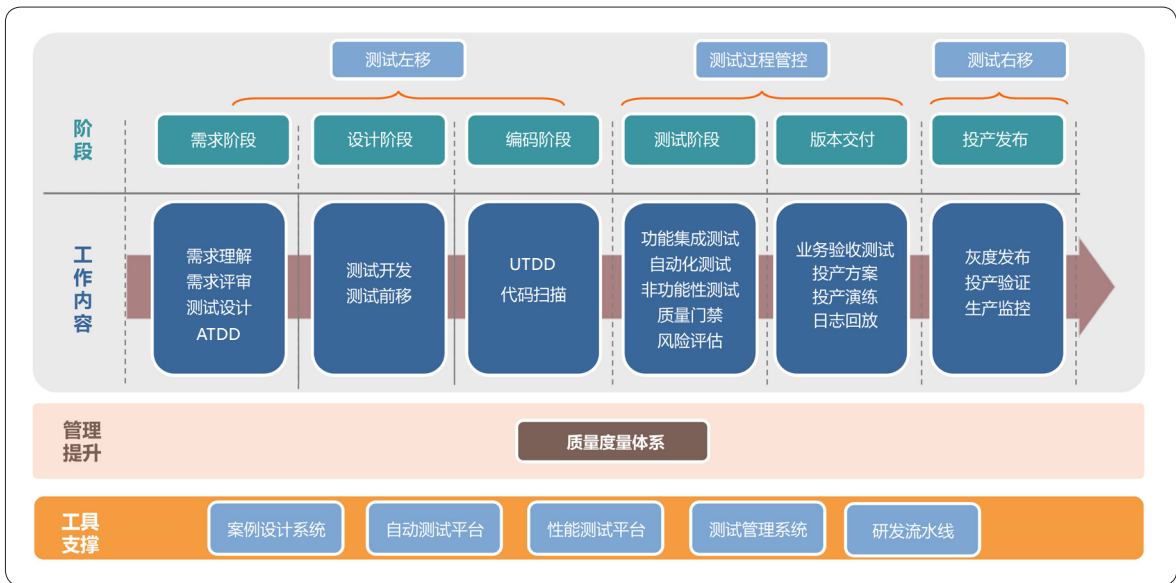 测试左移
测试过程管控
测试右移
阶
段
需求阶段
设计阶段
编码阶段
测试阶段
版本交付
投产发布
工
作
内
容
需求理解
需求评审
测试设计
ATDD
测试开发
测试前移
UTDD
代码扫描
功能集成测试
自动化测试
非功能性测试
质量门禁
风险评估
业务验收测试
投产方案
投产演练
日志回放
灰度发布
投产验证
生产监控
管理
提升
质量度量体系
工具
支撑
案例设计系统
自动测试平台
性能测试平台
测试管理系统
研发流水线